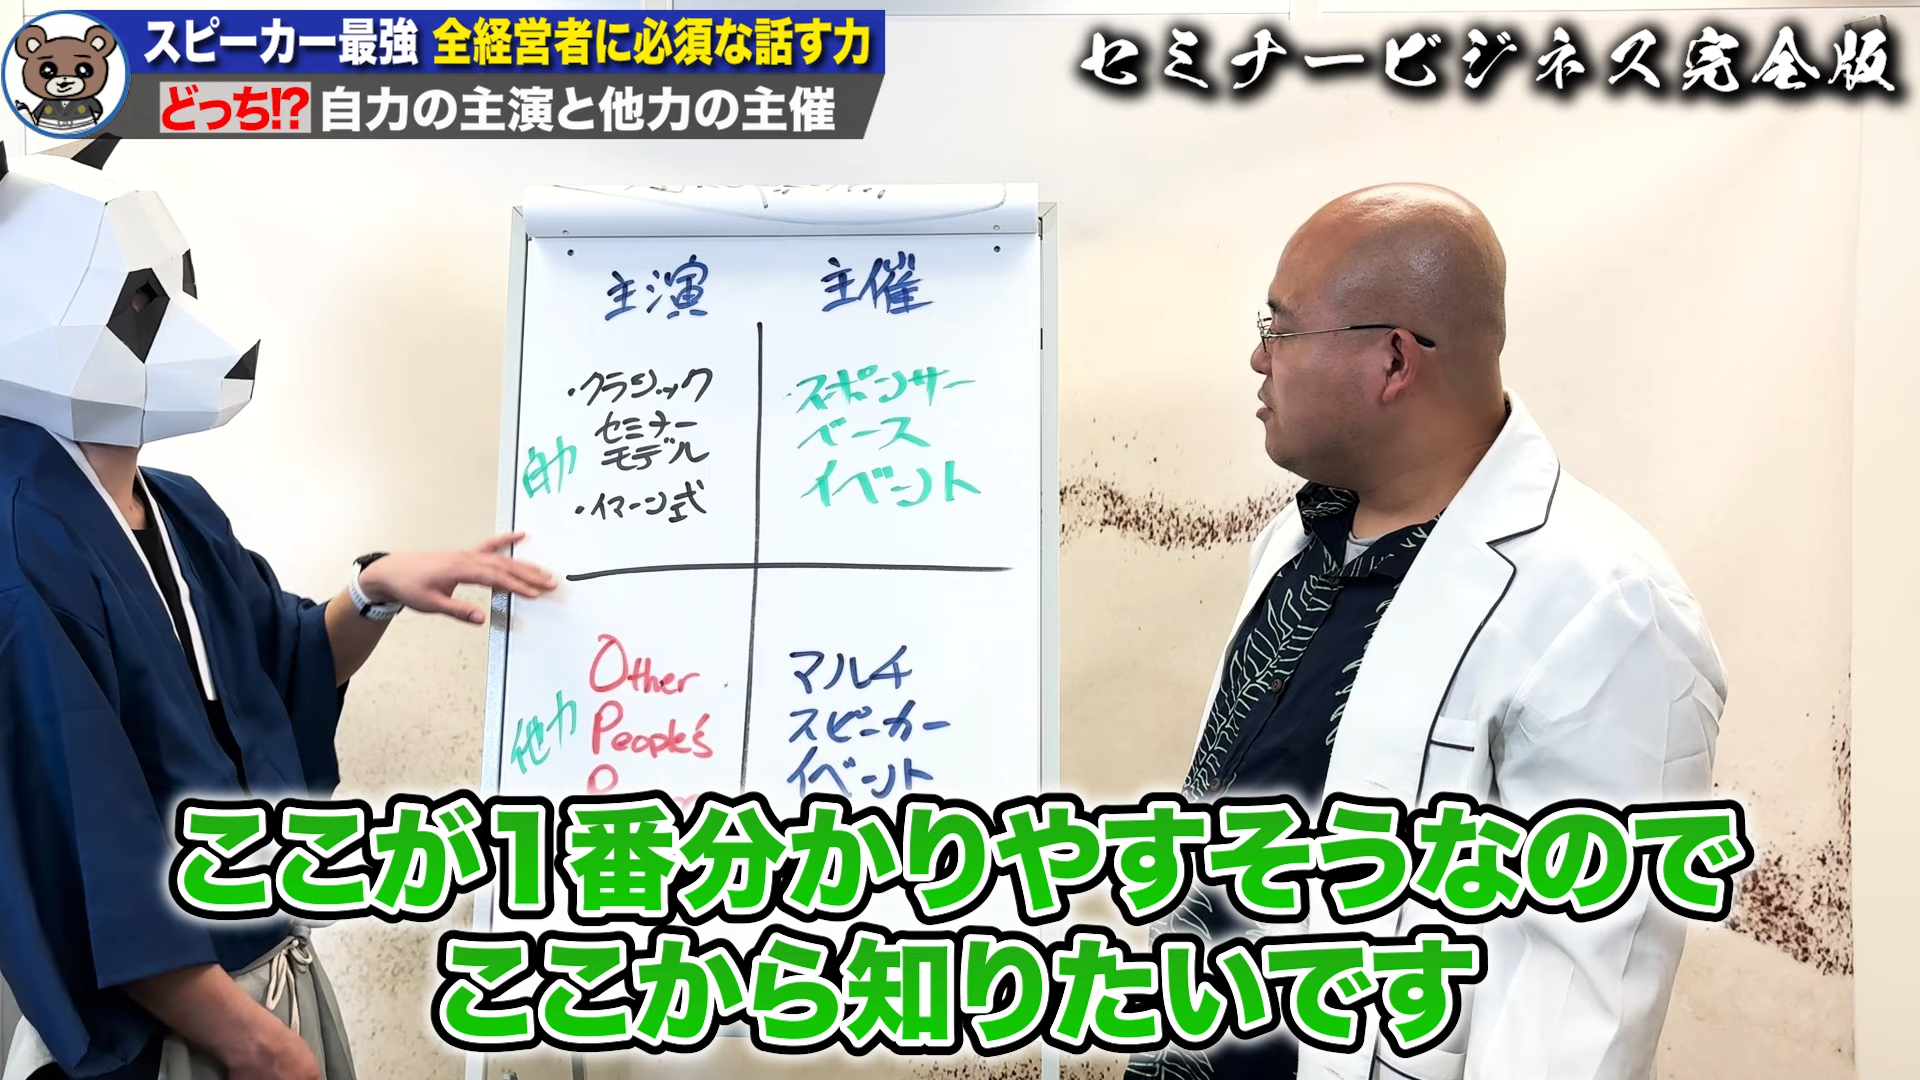 スピーカー最強 全経営者に必須な話す力
どっち!? 自力の主演と他力の主催
セミナービジネス完全版
主演 主催
・クラシック
セミナー
モデル
・イマーン式
自力
スポンサー
ベース
イベント
他力
Other
People's
マルチ
スピーカー
イベント
ここが1番分かりやすそうなので
ここから知りたいです